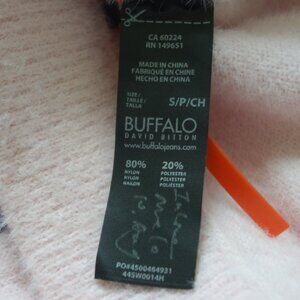 CA 60224
RN 149651
MADE IN CHINA
FABRIQUÉ EN CHINE
HECHO EN CHINA
SIZE / TAILLE / TALLA
S/P/CH
BUFFALO
DAVID BITTON
www.buffalojeans.com
80% 20%
NYLON POLYESTER
NYLON POLYESTER
NAILON POLIÉSTER
PO#4500464931
445W0014H